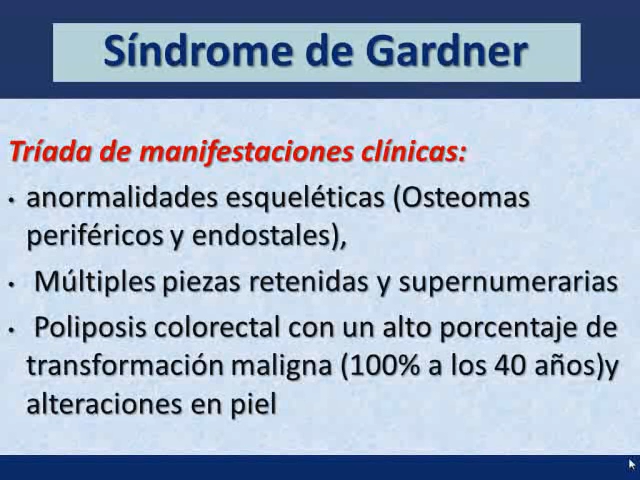 Síndrome de Gardner
Tríada de manifestaciones clínicas:
• anormalidades esqueléticas (Osteomas
periféricos y endostales),
• Múltiples piezas retenidas y supernumerarias
• Poliposis colorectal con un alto porcentaje de
transformación maligna (100% a los 40 años)y
alteraciones en piel